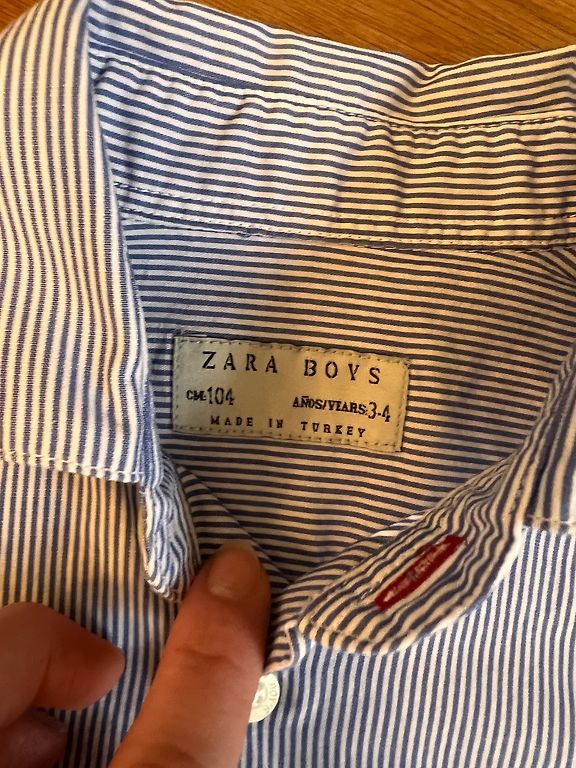 ZARA BOYS
CM:104 AÑOS/YEARS:3-4
MADE IN TURKEY